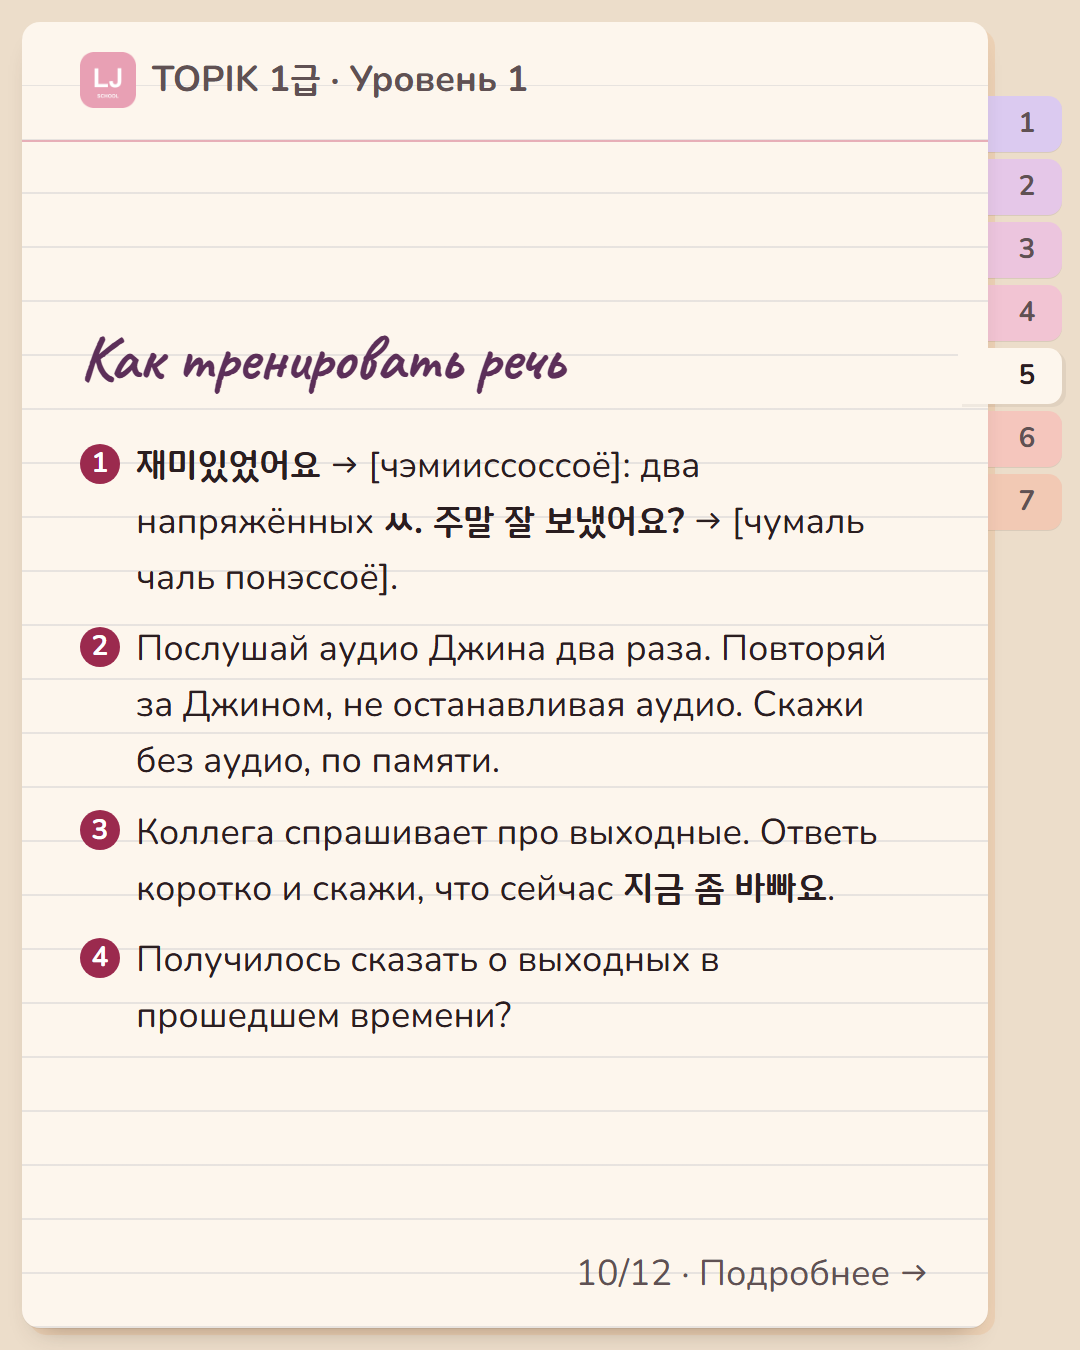 LJ
SCHOOL
TOPIK 1급 · Уровень 1
1
2
3
4
5
6
7
Как тренировать речь
1 재미있었어요 → [чэмииссоссоё]: два
напряжённых ㅆ. 주말 잘 보냈어요? → [чумаль
чаль понэссоё].
2 Послушай аудио Джина два раза. Повторяй
за Джином, не останавливая аудио. Скажи
без аудио, по памяти.
3 Коллега спрашивает про выходные. Ответь
коротко и скажи, что сейчас 지금 좀 바빠요.
4 Получилось сказать о выходных в
прошедшем времени?
10/12 · Подробнее →